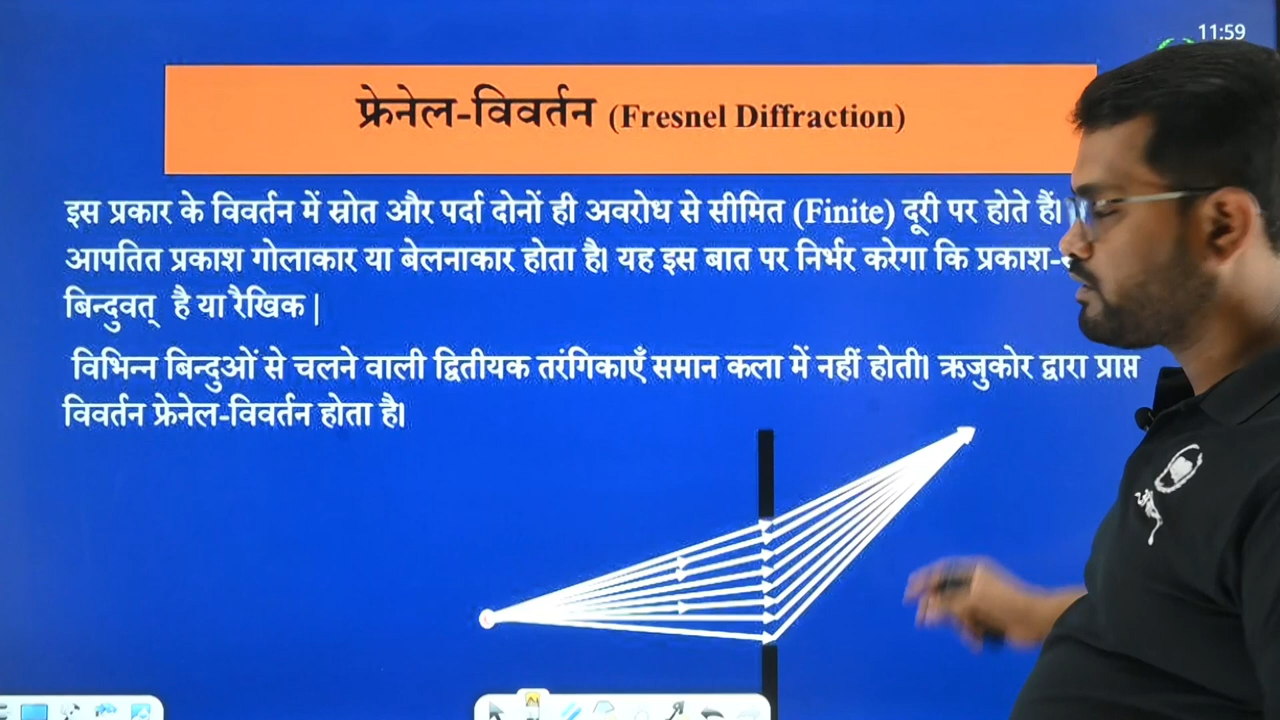 11:59
फ्रेनेल-विवर्तन (Fresnel Diffraction)
इस प्रकार के विवर्तन में स्रोत और पर्दा दोनों ही अवरोध से सीमित (Finite) दूरी पर होते हैं।
आपतित प्रकाश गोलाकार या बेलनाकार होता है। यह इस बात पर निर्भर करेगा कि प्रकाश-
बिन्दुवत् है या रैखिक |
विभिन्न बिन्दुओं से चलने वाली द्वितीयक तरंगिकाएँ समान कला में नहीं होती। ऋजुकोर द्वारा प्राप्त
विवर्तन फ्रेनेल-विवर्तन होता है।